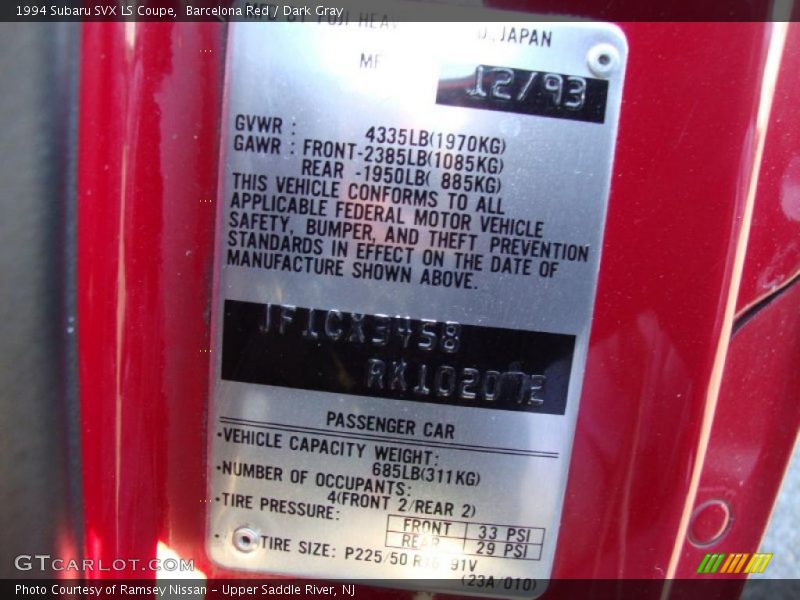 1994 Subaru SVX LS Coupe, Barcelona Red / Dark Gray
MFD BY FUJI JAPAN
12/93
GVWR : 4335LB(1970KG)
GAWR : FRONT-2385LB(1085KG)
REAR -1950LB( 885KG)
THIS VEHICLE CONFORMS TO ALL
APPLICABLE FEDERAL MOTOR VEHICLE
SAFETY, BUMPER, AND THEFT PREVENTION
STANDARDS IN EFFECT ON THE DATE OF
MANUFACTURE SHOWN ABOVE.
JF1CX3458
RK102072
PASSENGER CAR
·VEHICLE CAPACITY WEIGHT:
685LB(311KG)
·NUMBER OF OCCUPANTS:
4(FRONT 2/REAR 2)
·TIRE PRESSURE:
FRONT 33 PSI
REAR 29 PSI
·TIRE SIZE: P225/50 R16 91V
(23A/010)
GTCARLOT.COM
Photo Courtesy of Ramsey Nissan - Upper Saddle River, NJ